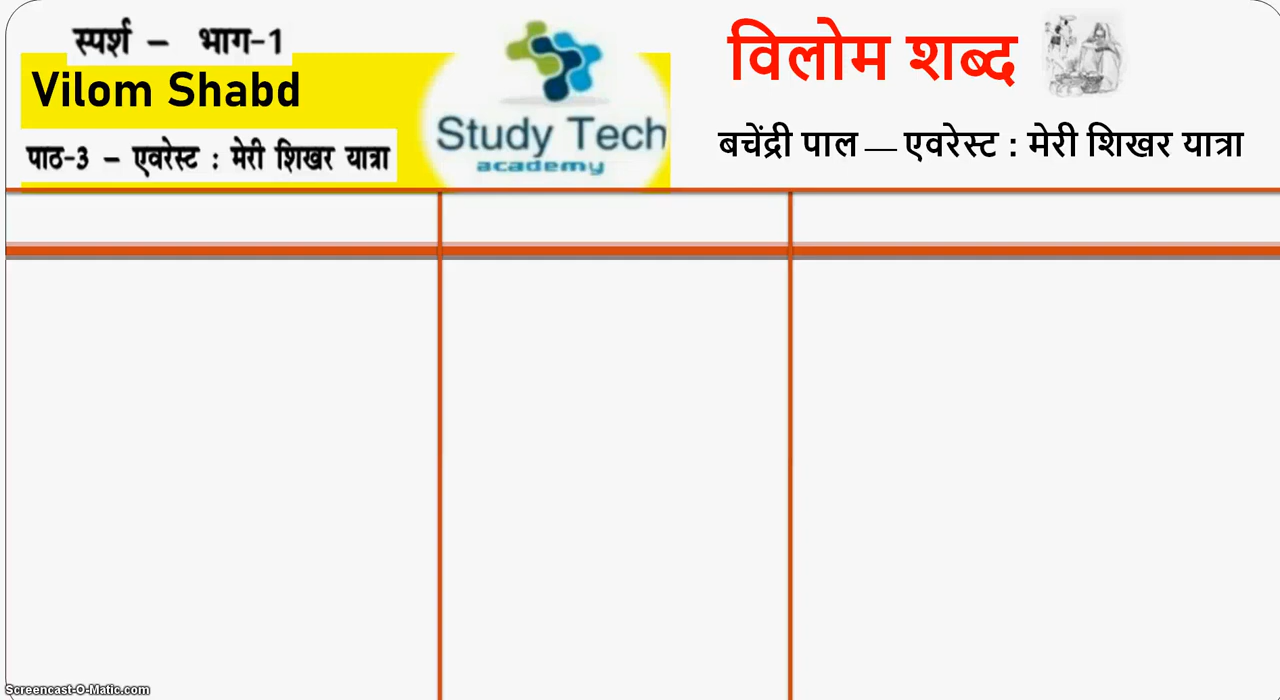 स्पर्श – भाग-1
Vilom Shabd
पाठ-3 – एवरेस्ट : मेरी शिखर यात्रा
Study Tech
academy
विलोम शब्द
बचेंद्री पाल — एवरेस्ट : मेरी शिखर यात्रा
Screencast-O-Matic.com